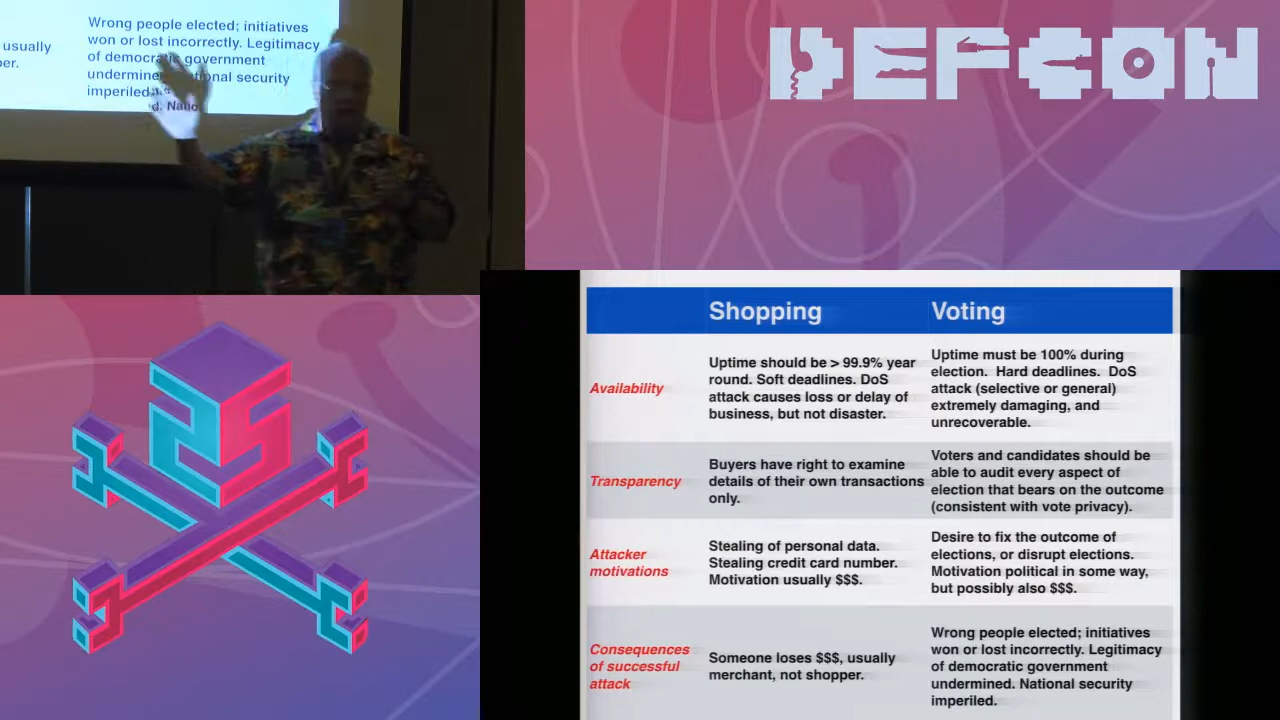 usually
er.
Wrong people elected; initiatives
won or lost incorrectly. Legitimacy
of democratic government
undermine national security
imperiled.
d. Natio
DEFCON
25
Shopping
Voting
Availability
Uptime should be > 99.9% year
round. Soft deadlines. DoS
attack causes loss or delay of
business, but not disaster.
Uptime must be 100% during
election. Hard deadlines. DoS
attack (selective or general)
extremely damaging, and
unrecoverable.
Transparency
Buyers have right to examine
details of their own transactions
only.
Voters and candidates should be
able to audit every aspect of
election that bears on the outcome
(consistent with vote privacy).
Attacker
motivations
Stealing of personal data.
Stealing credit card number.
Motivation usually $$$.
Desire to fix the outcome of
elections, or disrupt elections.
Motivation political in some way,
but possibly also $$$.
Consequences
of successful
attack
Someone loses $$$, usually
merchant, not shopper.
Wrong people elected; initiatives
won or lost incorrectly. Legitimacy
of democratic government
undermined. National security
imperiled.